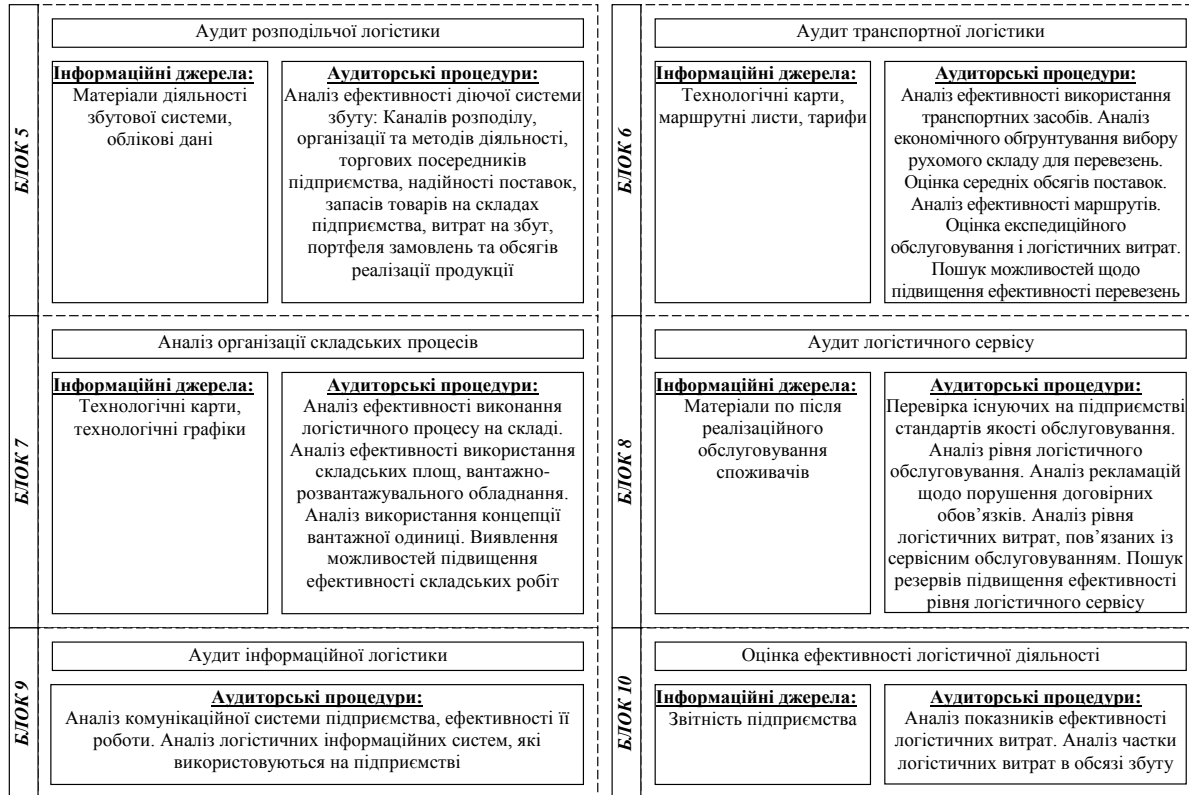 БЛОК 5
Аудит розподільчої логістики
Інформаційні джерела:
Матеріали діяльності
збутової системи,
облікові дані
Аудиторські процедури:
Аналіз ефективності діючої системи
збуту: Каналів розподілу,
організації та методів діяльності,
торгових посередників
підприємства, надійності поставок,
запасів товарів на складах
підприємства, витрат на збут,
портфеля замовлень та обсягів
реалізації продукції
БЛОК 6
Аудит транспортної логістики
Інформаційні джерела:
Технологічні карти,
маршрутні листи, тарифи
Аудиторські процедури:
Аналіз ефективності використання
транспортних засобів. Аналіз
економічного обґрунтування вибору
рухомого складу для перевезень.
Оцінка середніх обсягів поставок.
Аналіз ефективності маршрутів.
Оцінка експедиційного
обслуговування і логістичних витрат.
Пошук можливостей щодо
підвищення ефективності перевезень
БЛОК 7
Аналіз організації складських процесів
Інформаційні джерела:
Технологічні карти,
технологічні графіки
Аудиторські процедури:
Аналіз ефективності виконання
логістичного процесу на складі.
Аналіз ефективності використання
складських площ, вантажно-
розвантажувального обладнання.
Аналіз використання концепції
вантажної одиниці. Виявлення
можливостей підвищення
ефективності складських робіт
БЛОК 8
Аудит логістичного сервісу
Інформаційні джерела:
Матеріали по після
реалізаційного
обслуговування
споживачів
Аудиторські процедури:
Перевірка існуючих на підприємстві
стандартів якості обслуговування.
Аналіз рівня логістичного
обслуговування. Аналіз рекламацій
щодо порушення договірних
обов’язків. Аналіз рівня
логістичних витрат, пов’язаних із
сервісним обслуговуванням. Пошук
резервів підвищення ефективності
рівня логістичного сервісу
БЛОК 9
Аудит інформаційної логістики
Аудиторські процедури:
Аналіз комунікаційної системи підприємства, ефективності її
роботи. Аналіз логістичних інформаційних систем, які
використовуються на підприємстві
БЛОК 10
Оцінка ефективності логістичної діяльності
Інформаційні джерела:
Звітність підприємства
Аудиторські процедури:
Аналіз показників ефективності
логістичних витрат. Аналіз частки
логістичних витрат в обсязі збуту